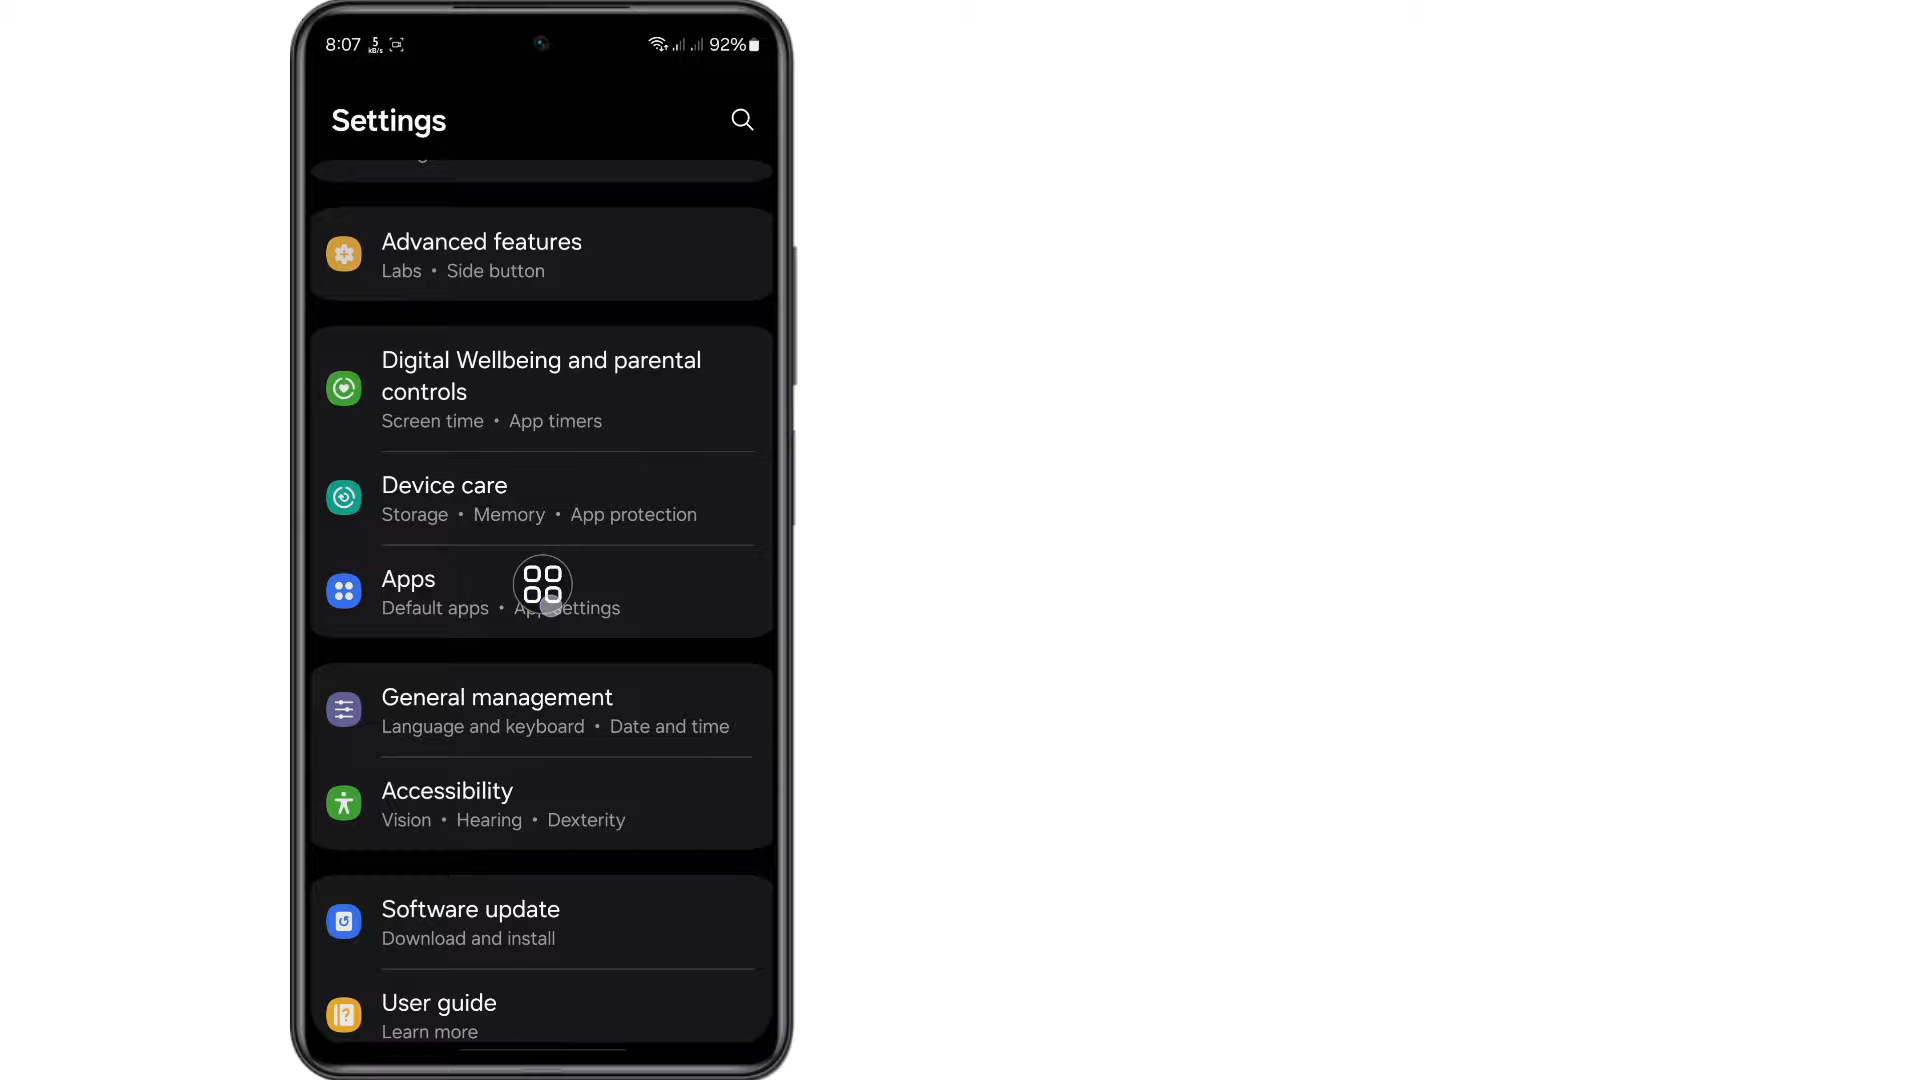 8:07 5 kB/s 92%
Settings
Advanced features
Labs • Side button
Digital Wellbeing and parental
controls
Screen time • App timers
Device care
Storage • Memory • App protection
Apps
Default apps • App settings
General management
Language and keyboard • Date and time
Accessibility
Vision • Hearing • Dexterity
Software update
Download and install
User guide
Learn more